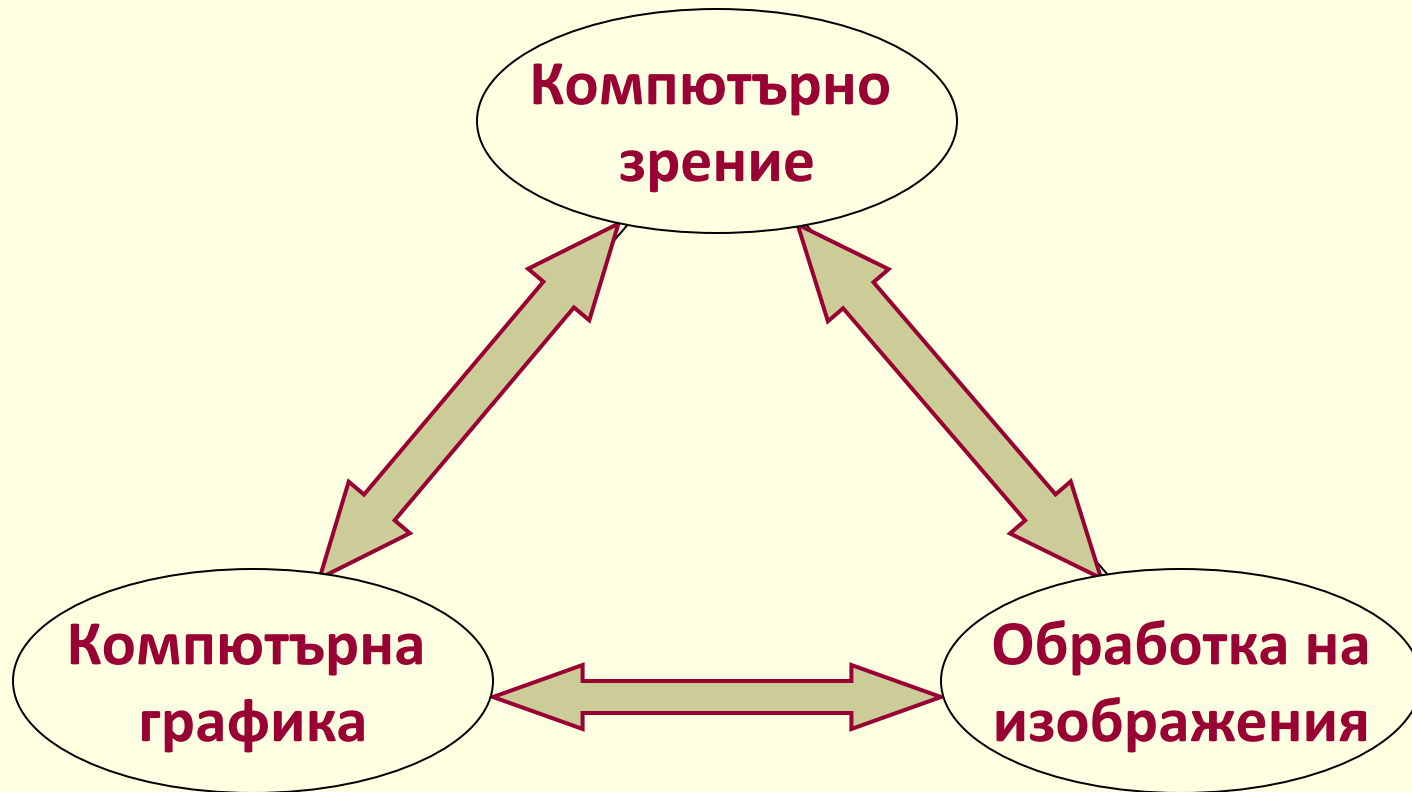 Компютърно
зрение
Компютърна
графика
Обработка на
изображения